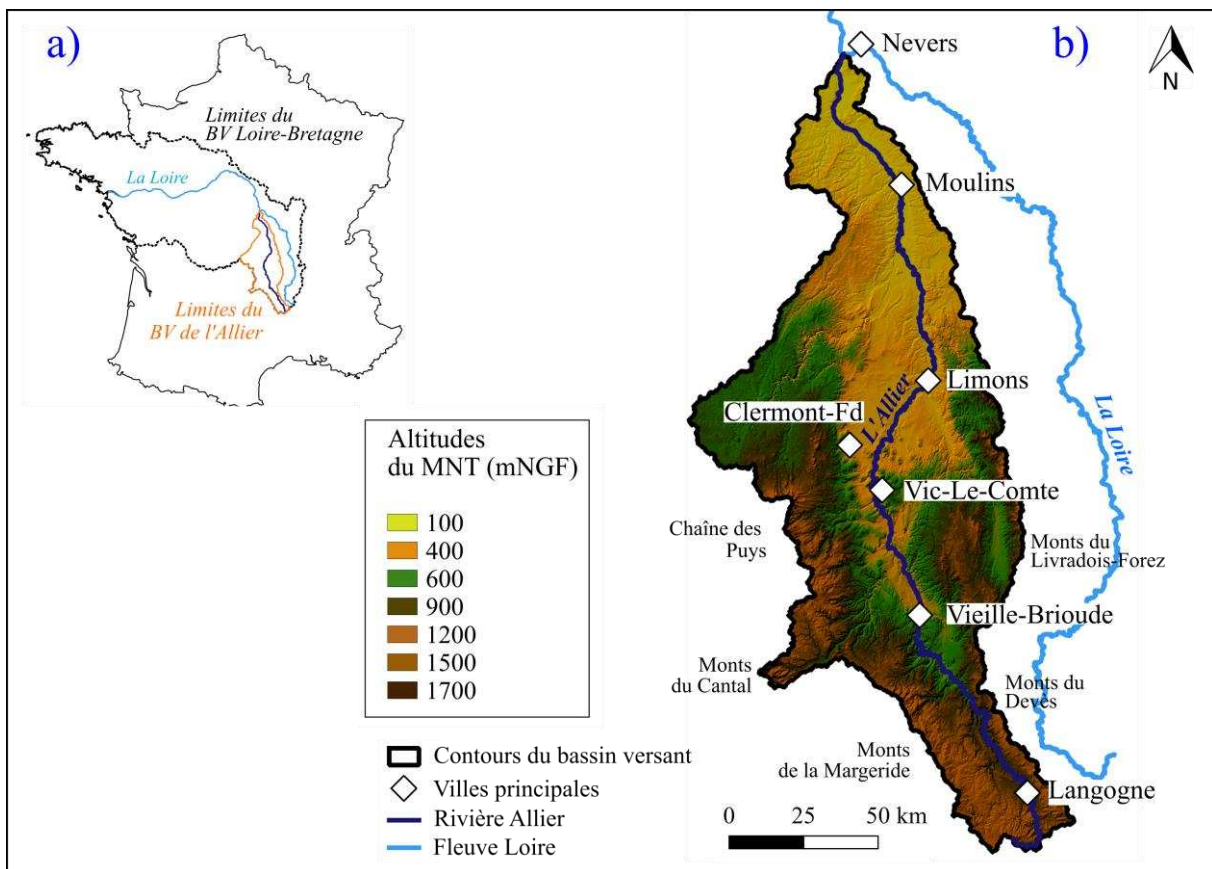 a)
Limites du
BV Loire-Bretagne
La Loire
Limites du
BV de l'Allier
b)
N
Nevers
Moulins
Limons
Clermont-Fd
L'Allier
La Loire
Vic-Le-Comte
Chaîne des
Puys
Monts du
Livradois-Forez
Vieille-Brioude
Monts
du Cantal
Monts du
Devès
Monts
de la Margeride
Langogne
0 25 50 km
Altitudes
du MNT (mNGF)
100
400
600
900
1200
1500
1700
Contours du bassin versant
Villes principales
Rivière Allier
Fleuve Loire